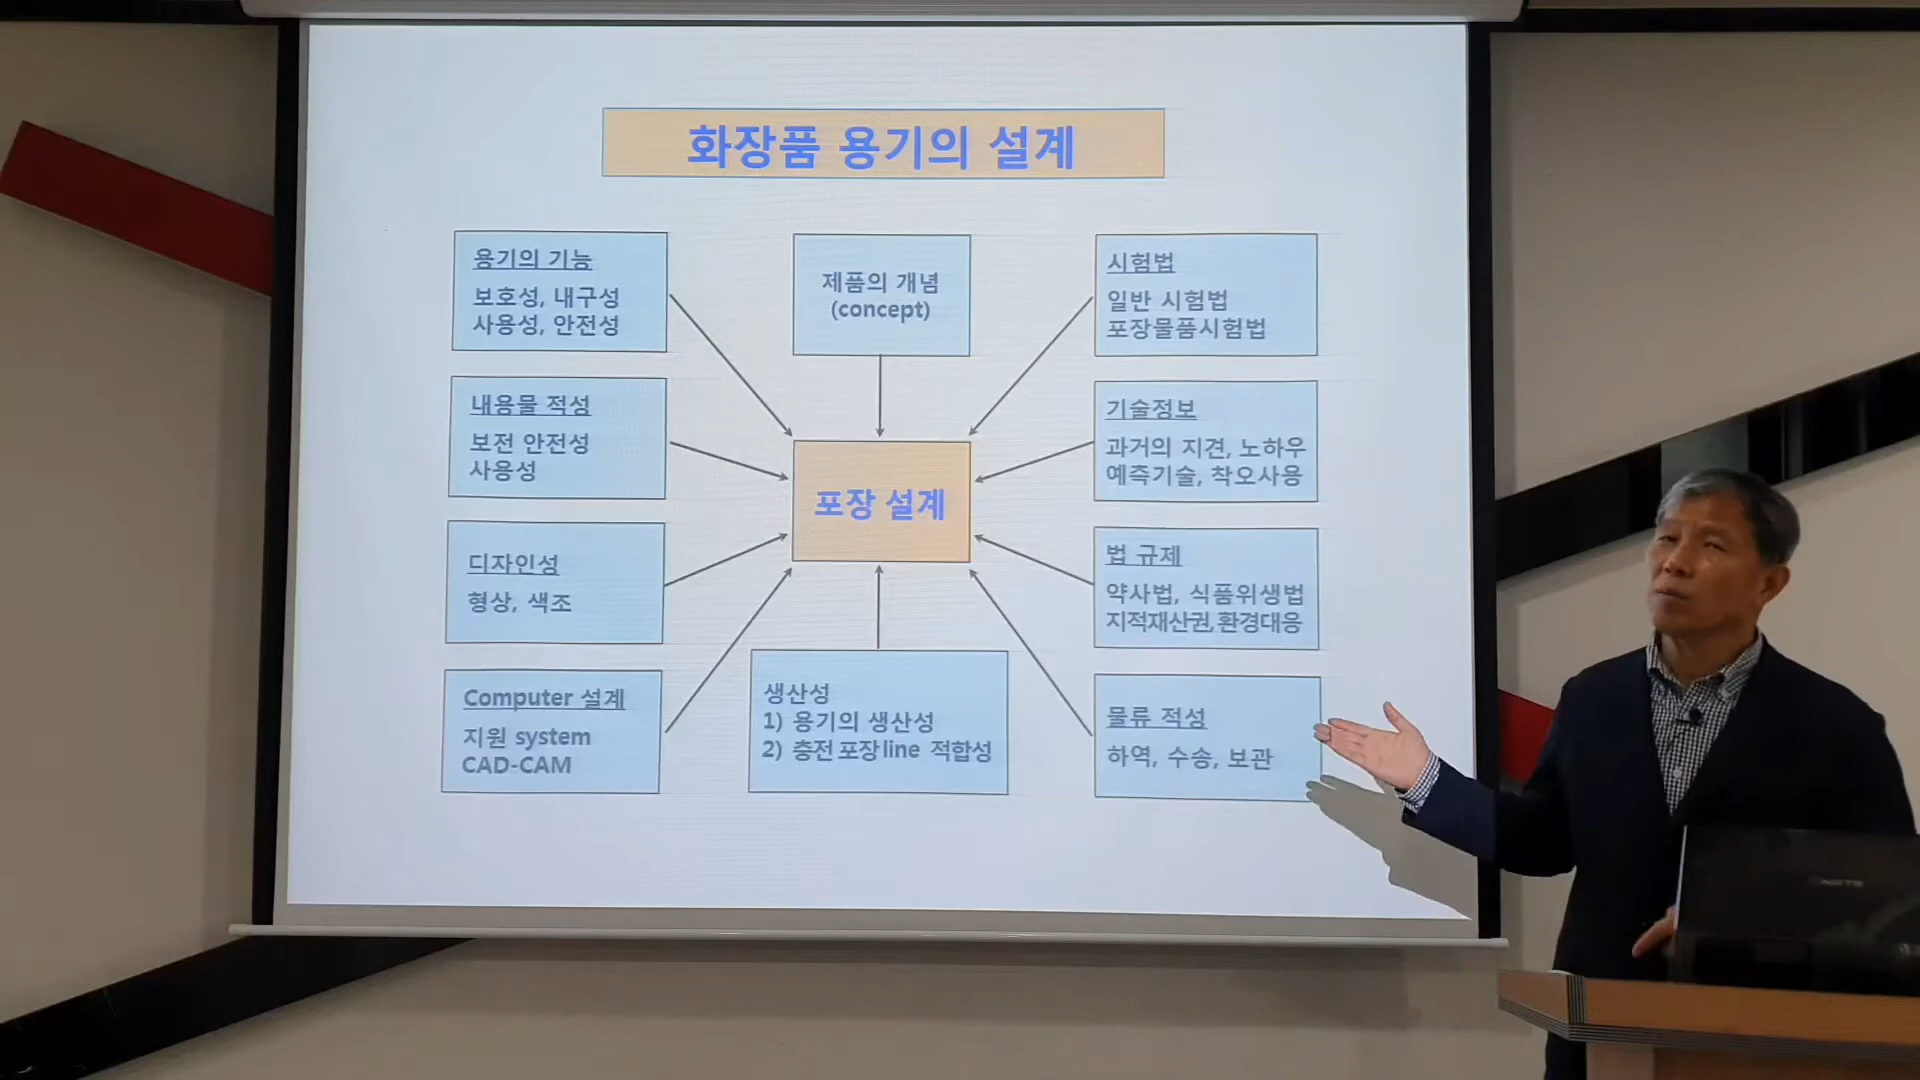 화장품 용기의 설계
용기의 기능
보호성, 내구성
사용성, 안전성
제품의 개념
(concept)
시험법
일반 시험법
포장물품시험법
내용물 적성
보전 안전성
사용성
기술정보
과거의 지견, 노하우
예측기술, 착오사용
포장 설계
디자인성
형상, 색조
법 규제
약사법, 식품위생법
지적재산권,환경대응
Computer 설계
지원 system
CAD-CAM
생산성
1) 용기의 생산성
2) 충전포장line 적합성
물류 적성
하역, 수송, 보관